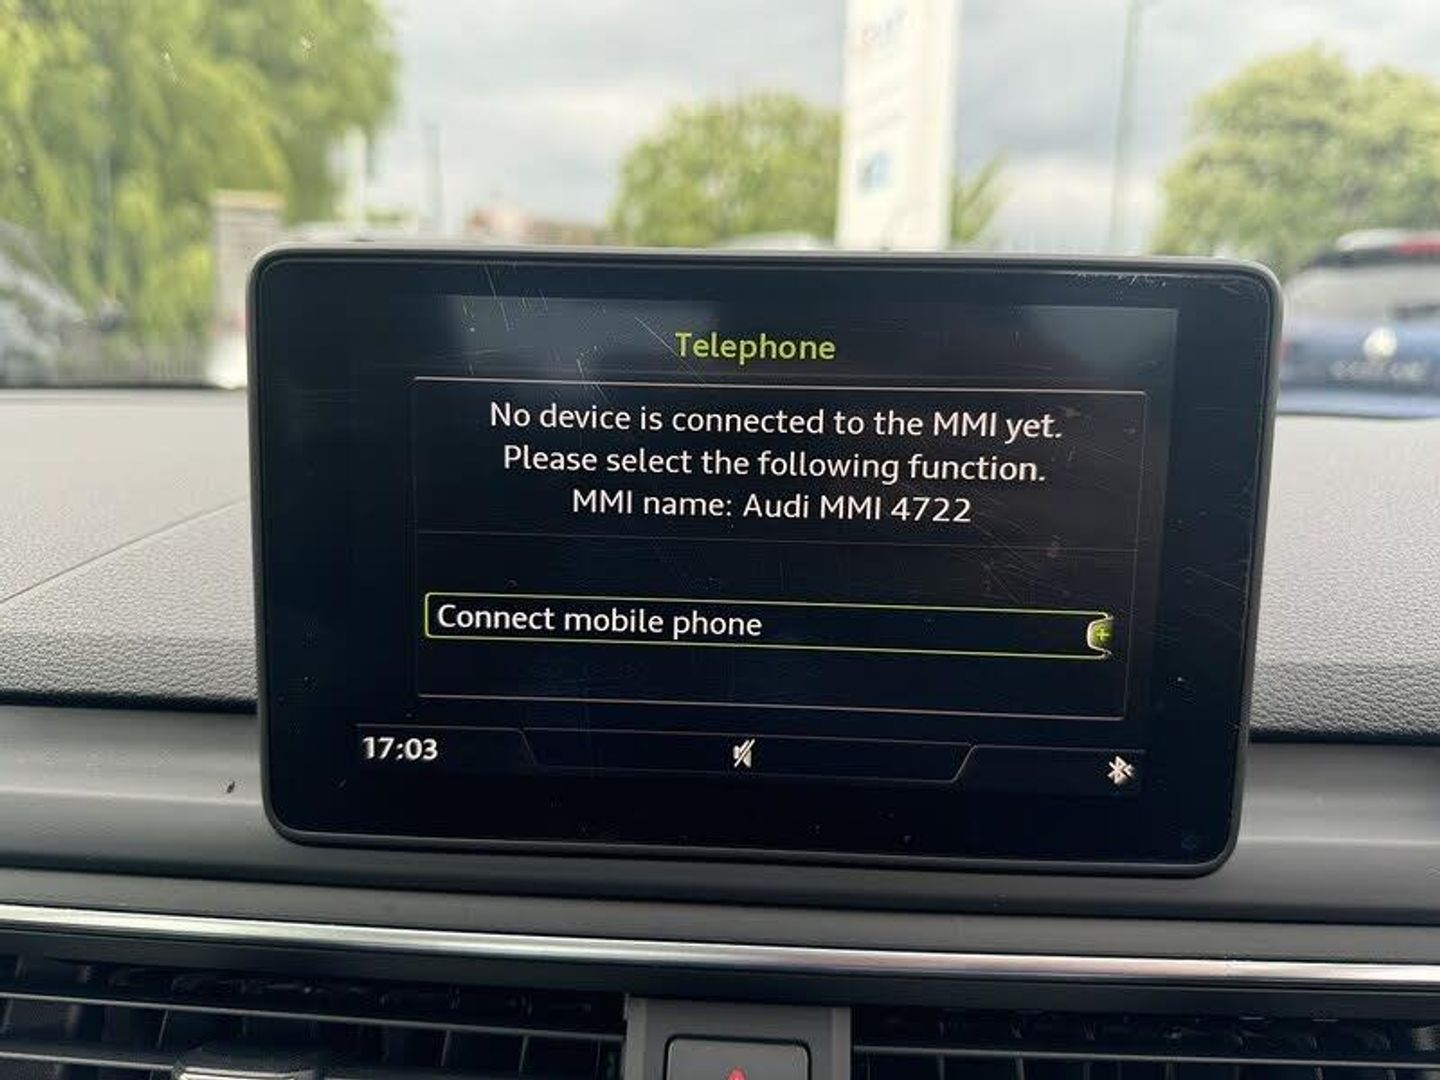 Telephone
No device is connected to the MMI yet.
Please select the following function.
MMI name: Audi MMI 4722
Connect mobile phone
17:03